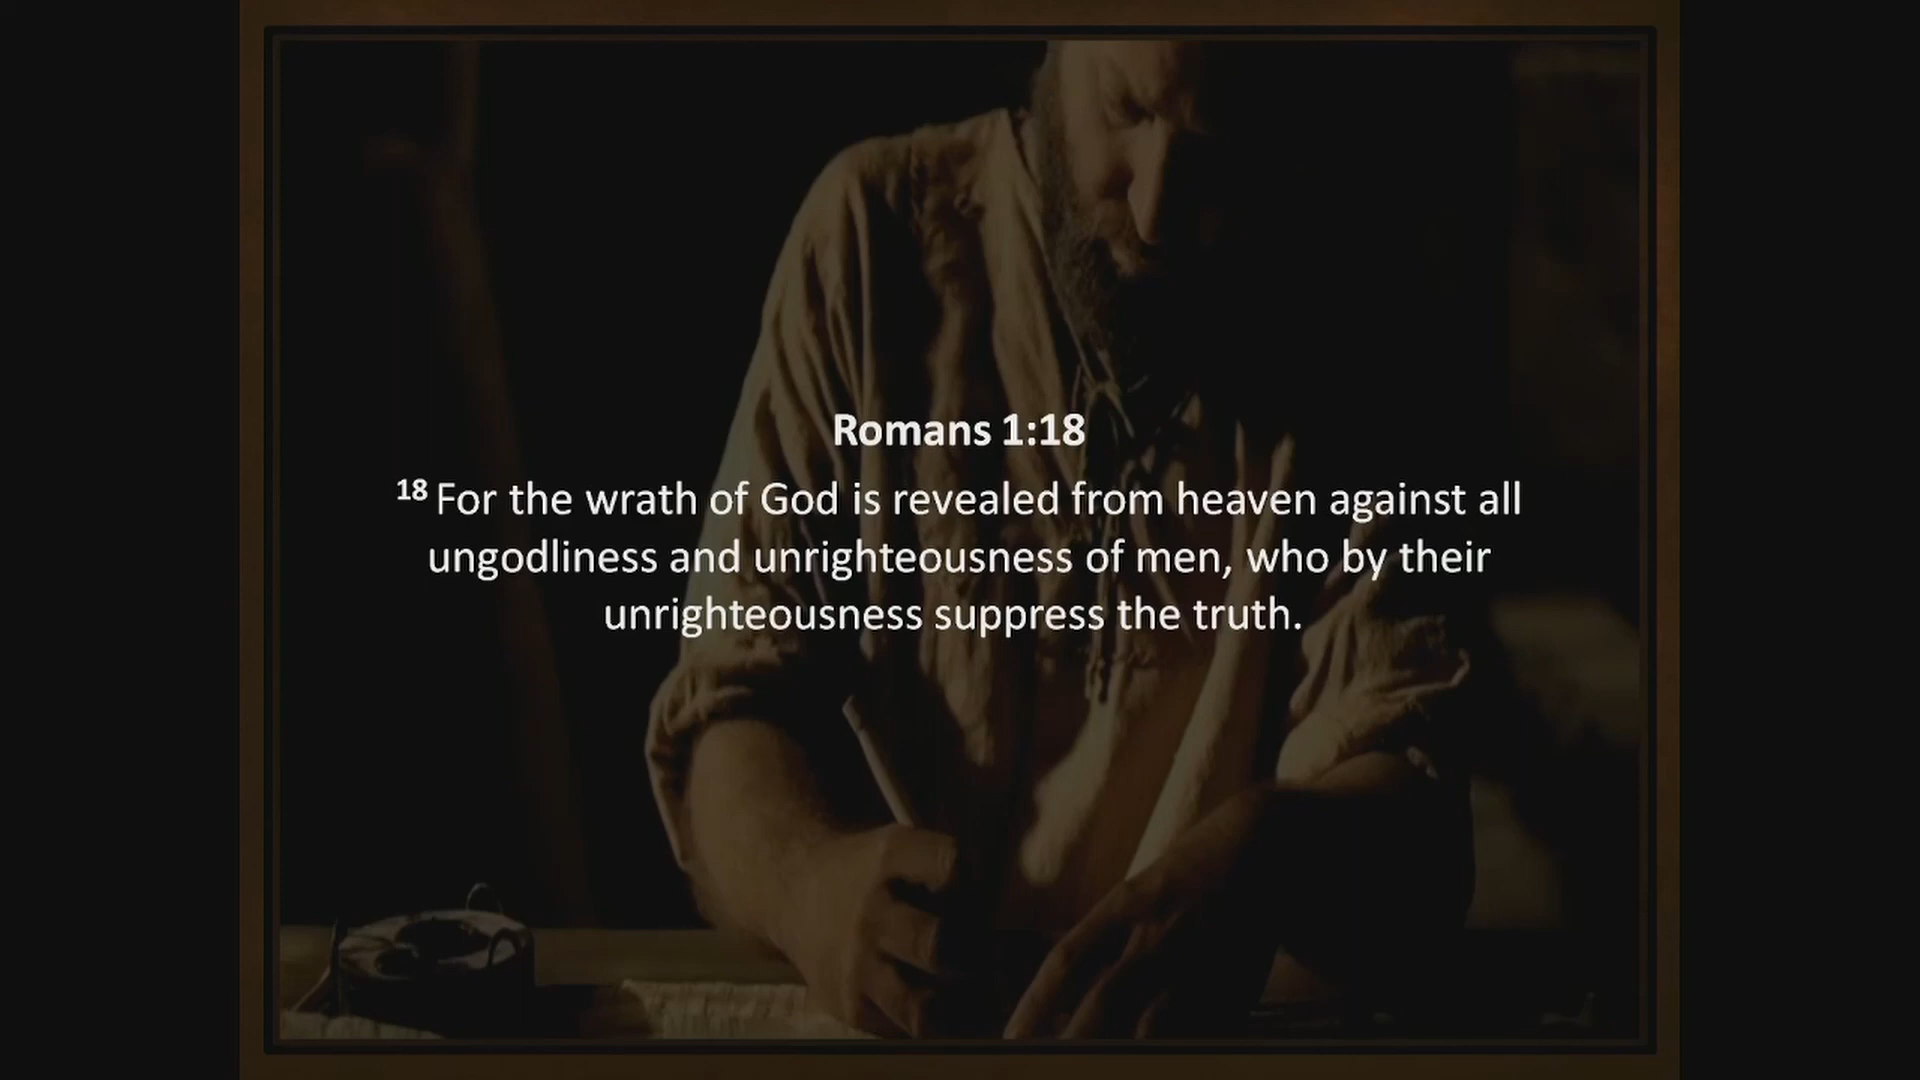 Romans 1:18
18 For the wrath of God is revealed from heaven against all
ungodliness and unrighteousness of men, who by their
unrighteousness suppress the truth.